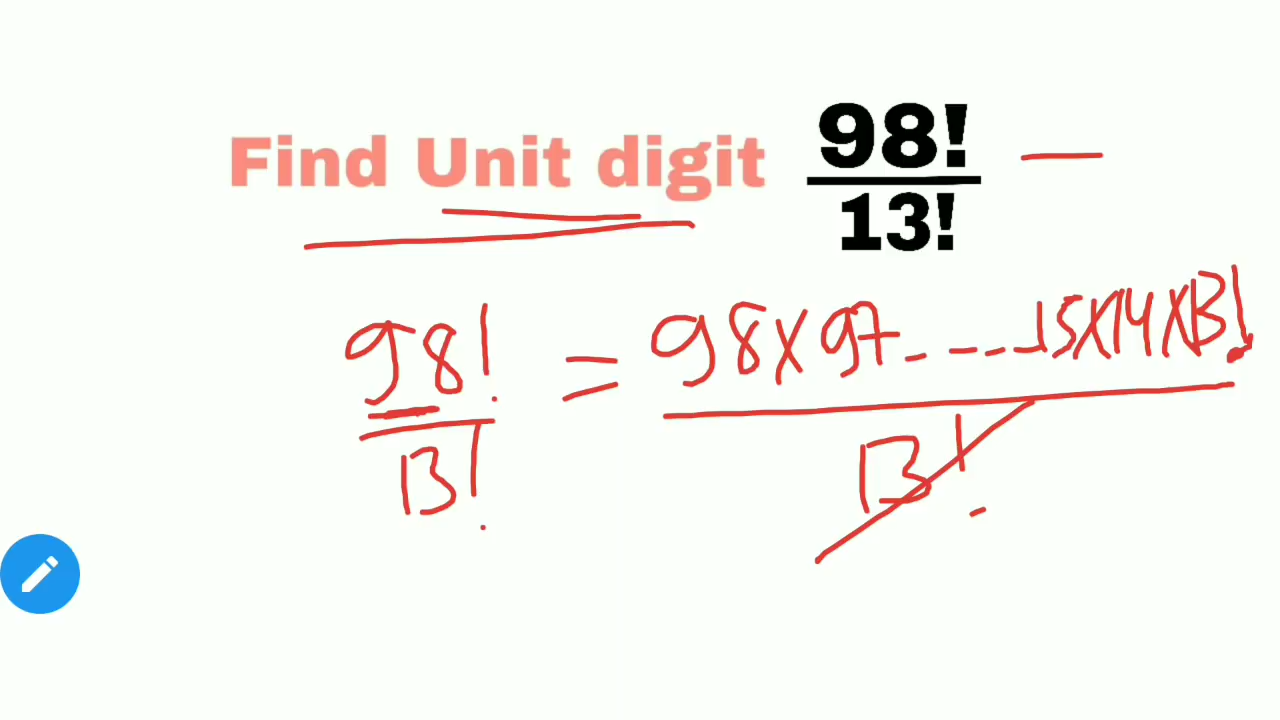 Find Unit digit 98!
13!
98! = 98X97.......15X14X13!
13! 13!